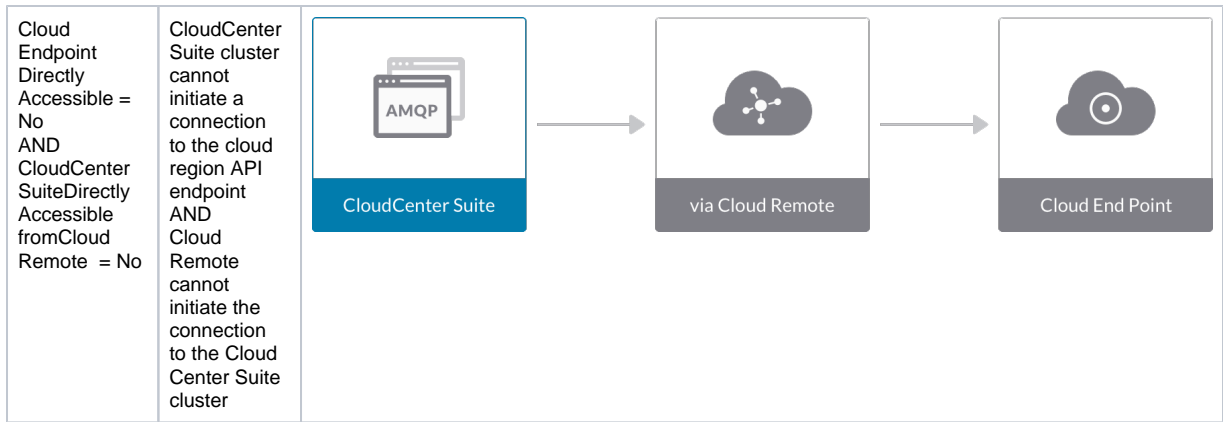 Cloud
Endpoint
Directly
Accessible =
No
AND
CloudCenter
SuiteDirectly
Accessible
fromCloud
Remote = No
CloudCenter
Suite cluster
cannot
initiate a
connection
to the cloud
region API
endpoint
AND
Cloud
Remote
cannot
initiate the
connection
to the Cloud
Center Suite
cluster
AMQP
CloudCenter Suite
via Cloud Remote
Cloud End Point